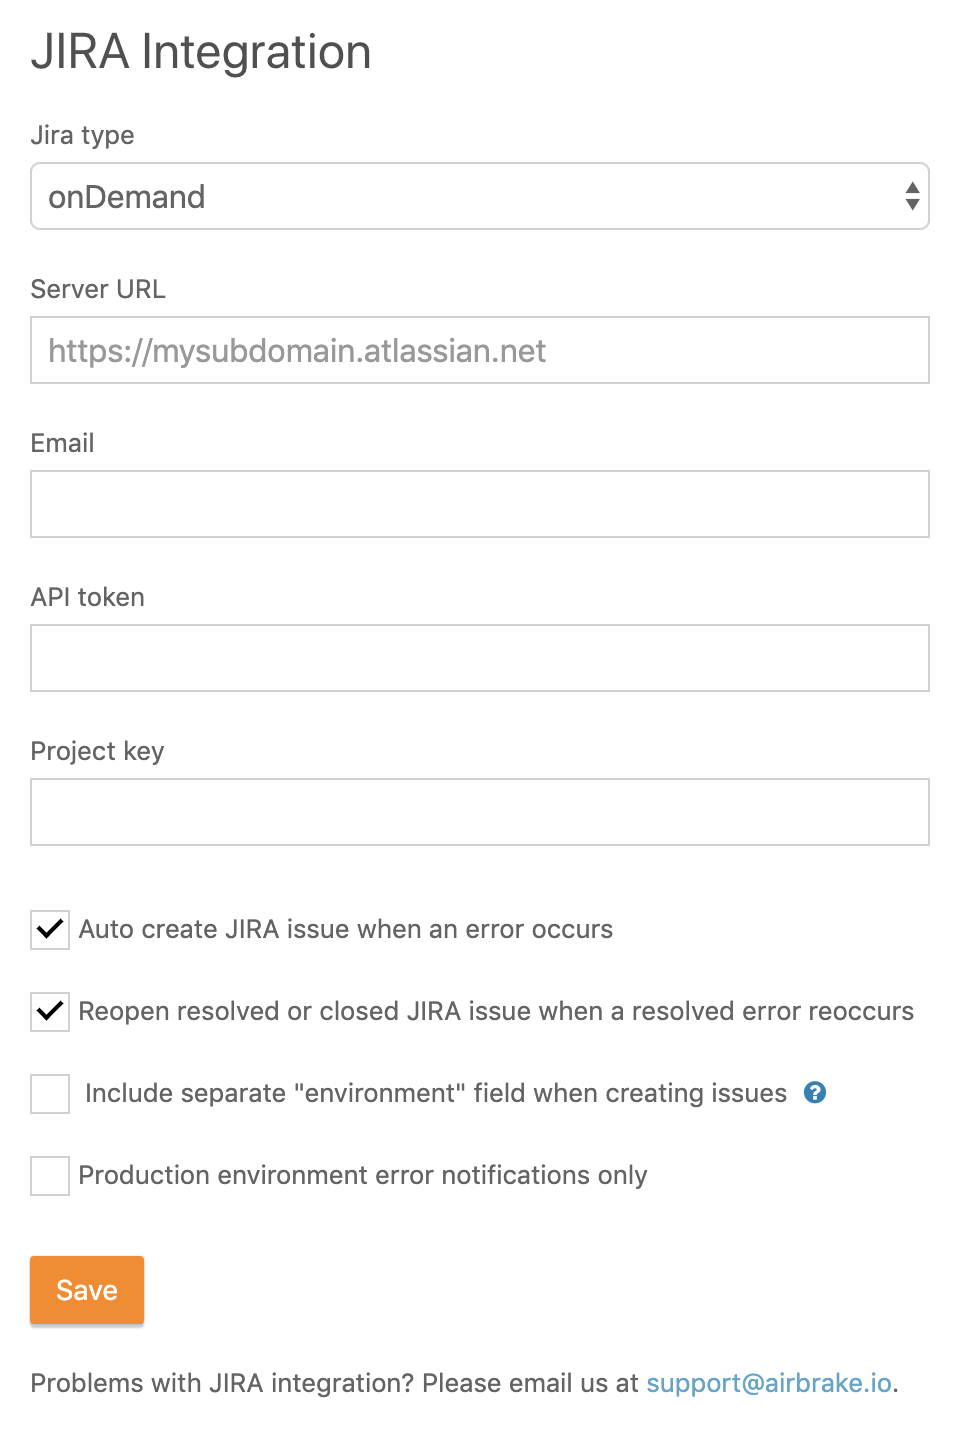 JIRA Integration
Jira type
onDemand
Server URL
https://mysubdomain.atlassian.net
Email
API token
Project key
Auto create JIRA issue when an error occurs
Reopen resolved or closed JIRA issue when a resolved error reoccurs
Include separate "environment" field when creating issues ?
Production environment error notifications only
Save
Problems with JIRA integration? Please email us at support@airbrake.io.